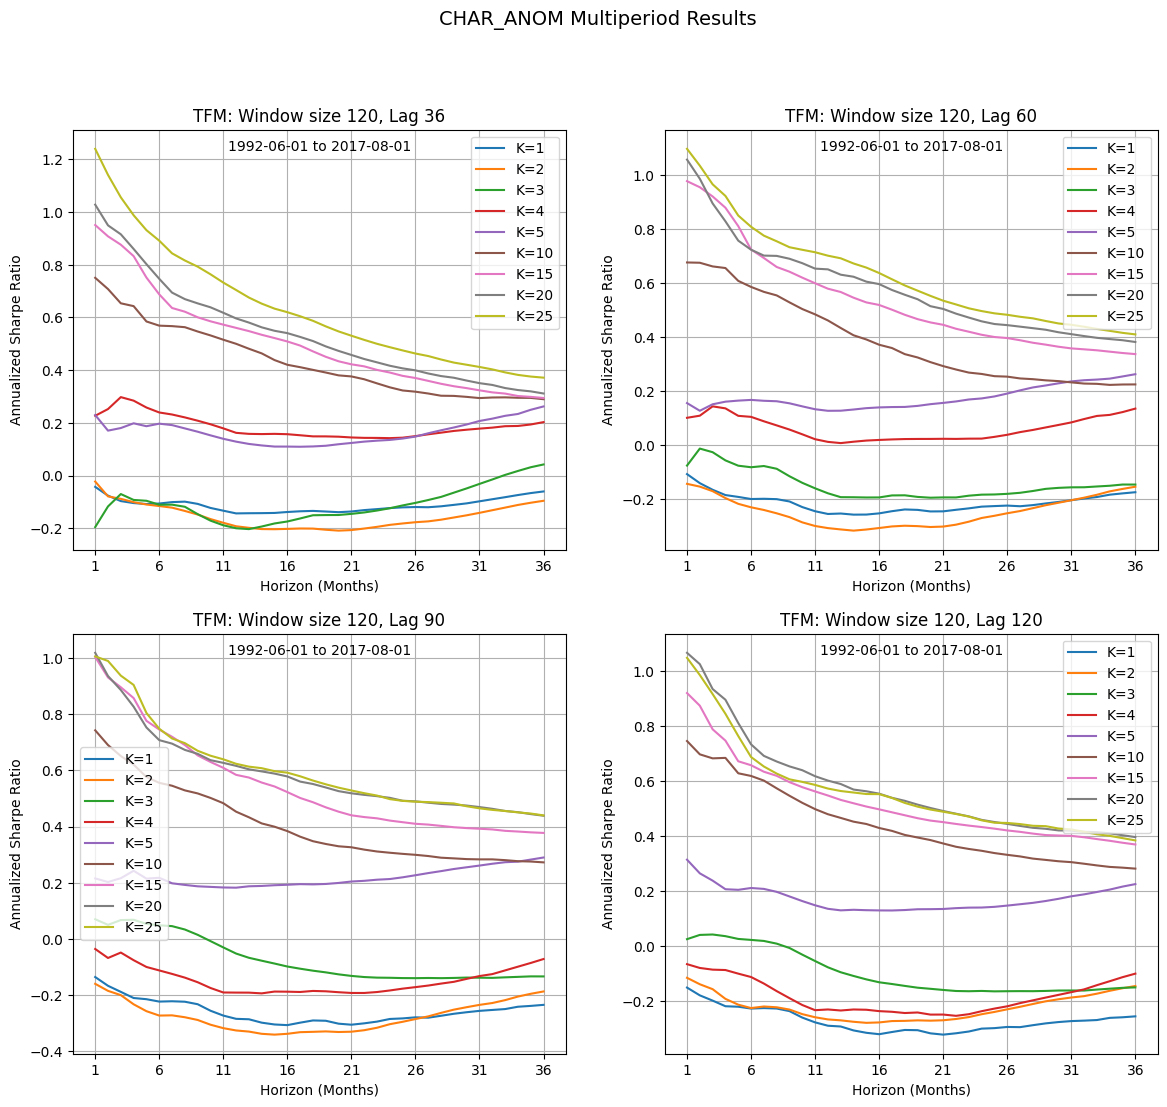 CHAR_ANOM Multiperiod Results
TFM: Window size 120, Lag 36
1992-06-01 to 2017-08-01
K=1
K=2
K=3
K=4
K=5
K=10
K=15
K=20
K=25
1.2
1.0
0.8
0.6
0.4
0.2
0.0
−0.2
Annualized Sharpe Ratio
1 6 11 16 21 26 31 36
Horizon (Months)
TFM: Window size 120, Lag 60
1992-06-01 to 2017-08-01
K=1
K=2
K=3
K=4
K=5
K=10
K=15
K=20
K=25
1.0
0.8
0.6
0.4
0.2
0.0
−0.2
Annualized Sharpe Ratio
1 6 11 16 21 26 31 36
Horizon (Months)
TFM: Window size 120, Lag 90
1992-06-01 to 2017-08-01
K=1
K=2
K=3
K=4
K=5
K=10
K=15
K=20
K=25
1.0
0.8
0.6
0.4
0.2
0.0
−0.2
−0.4
Annualized Sharpe Ratio
1 6 11 16 21 26 31 36
Horizon (Months)
TFM: Window size 120, Lag 120
1992-06-01 to 2017-08-01
K=1
K=2
K=3
K=4
K=5
K=10
K=15
K=20
K=25
1.0
0.8
0.6
0.4
0.2
0.0
−0.2
Annualized Sharpe Ratio
1 6 11 16 21 26 31 36
Horizon (Months)